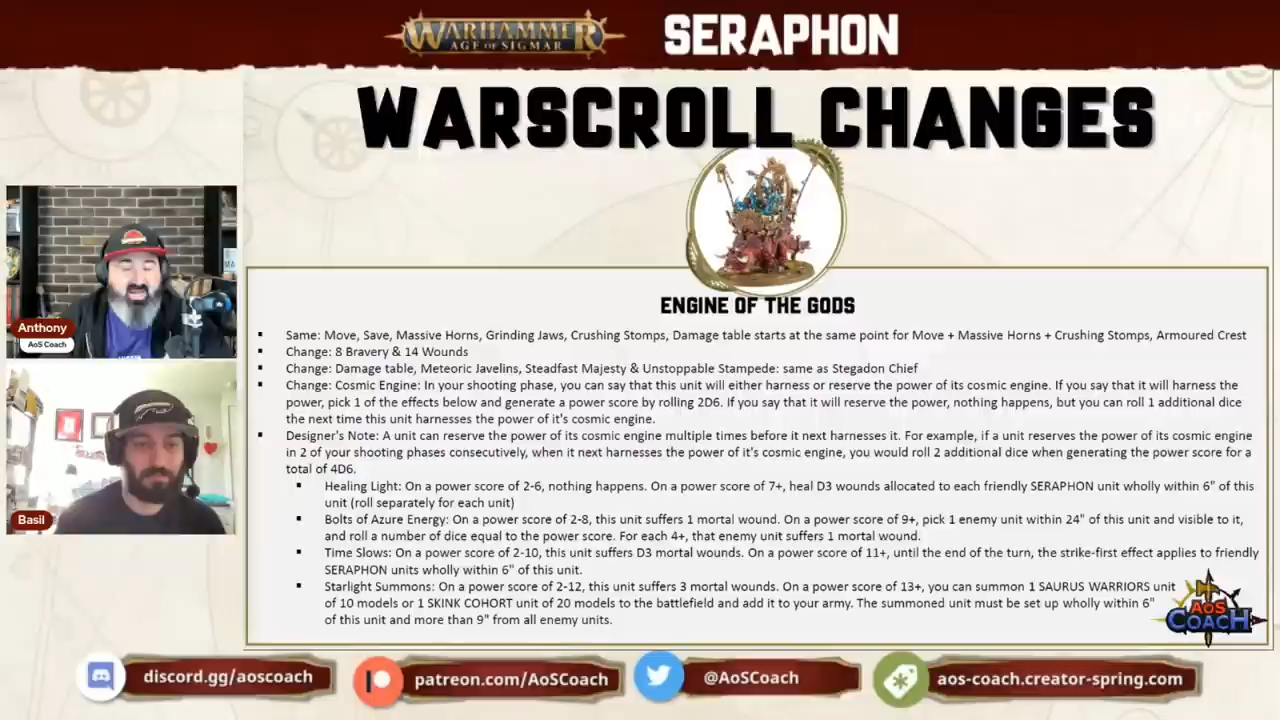 WARHAMMER
AGE OF SIGMAR
SERAPHON
WARSCROLL CHANGES
Anthony
AoS Coach
Basil
ENGINE OF THE GODS
▪ Same: Move, Save, Massive Horns, Grinding Jaws, Crushing Stomps, Damage table starts at the same point for Move + Massive Horns + Crushing Stomps, Armoured Crest
▪ Change: 8 Bravery & 14 Wounds
▪ Change: Damage table, Meteoric Javelins, Steadfast Majesty & Unstoppable Stampede: same as Stegadon Chief
▪ Change: Cosmic Engine: In your shooting phase, you can say that this unit will either harness or reserve the power of its cosmic engine. If you say that it will harness the
power, pick 1 of the effects below and generate a power score by rolling 2D6. If you say that it will reserve the power, nothing happens, but you can roll 1 additional dice
the next time this unit harnesses the power of it's cosmic engine.
▪ Designer's Note: A unit can reserve the power of its cosmic engine multiple times before it next harnesses it. For example, if a unit reserves the power of its cosmic engine
in 2 of your shooting phases consecutively, when it next harnesses the power of it's cosmic engine, you would roll 2 additional dice when generating the power score for a
total of 4D6.
▪ Healing Light: On a power score of 2-6, nothing happens. On a power score of 7+, heal D3 wounds allocated to each friendly SERAPHON unit wholly within 6" of this
unit (roll separately for each unit)
▪ Bolts of Azure Energy: On a power score of 2-8, this unit suffers 1 mortal wound. On a power score of 9+, pick 1 enemy unit within 24" of this unit and visible to it,
and roll a number of dice equal to the power score. For each 4+, that enemy unit suffers 1 mortal wound.
▪ Time Slows: On a power score of 2-10, this unit suffers D3 mortal wounds. On a power score of 11+, until the end of the turn, the strike-first effect applies to friendly
SERAPHON units wholly within 6" of this unit.
▪ Starlight Summons: On a power score of 2-12, this unit suffers 3 mortal wounds. On a power score of 13+, you can summon 1 SAURUS WARRIORS unit
of 10 models or 1 SKINK COHORT unit of 20 models to the battlefield and add it to your army. The summoned unit must be set up wholly within 6"
of this unit and more than 9" from all enemy units.
AoS
COACH
discord.gg/aoscoach
patreon.com/AoSCoach
@AoSCoach
aos-coach.creator-spring.com